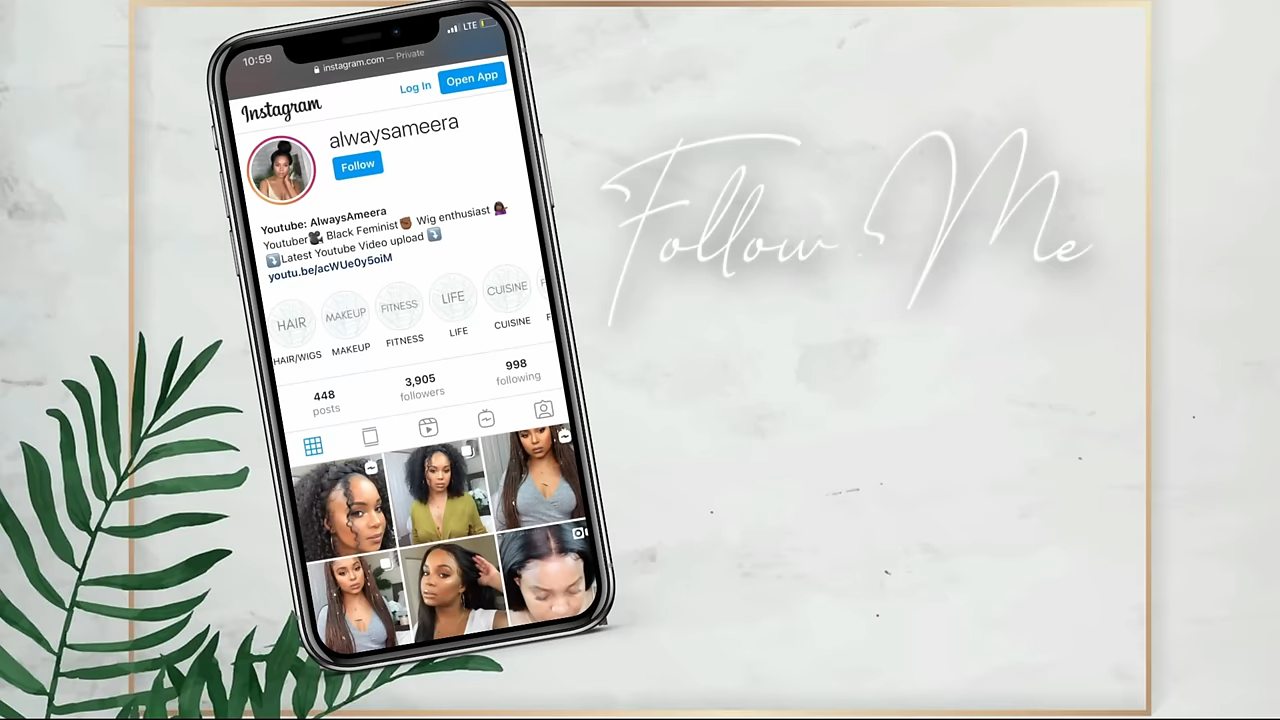 10:59
LTE
instagram.com — Private
Instagram
Log In
Open App
alwaysameera
Follow
Youtube: AlwaysAmeera
Youtuber🎥 Black Feminist✊🏾 Wig enthusiast 💁🏾‍♀️
⤵️Latest Youtube Video upload ⤵️
youtu.be/acWUe0y5oiM
HAIR
MAKEUP
FITNESS
LIFE
CUISINE
F
HAIR/WIGS
MAKEUP
FITNESS
LIFE
CUISINE
F
448
posts
3,905
followers
998
following
Follow Me